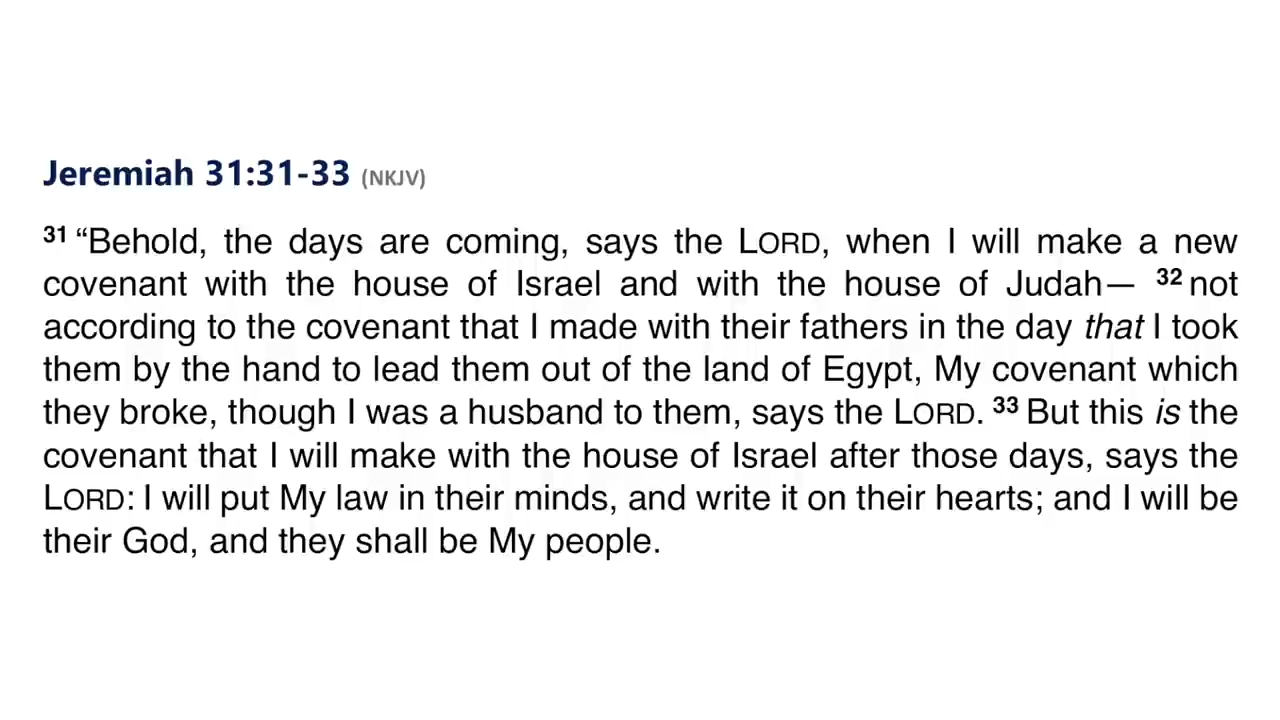 Jeremiah 31:31-33 (NKJV)
31 “Behold, the days are coming, says the LORD, when I will make a new
covenant with the house of Israel and with the house of Judah— 32 not
according to the covenant that I made with their fathers in the day that I took
them by the hand to lead them out of the land of Egypt, My covenant which
they broke, though I was a husband to them, says the LORD. 33 But this is the
covenant that I will make with the house of Israel after those days, says the
LORD: I will put My law in their minds, and write it on their hearts; and I will be
their God, and they shall be My people.